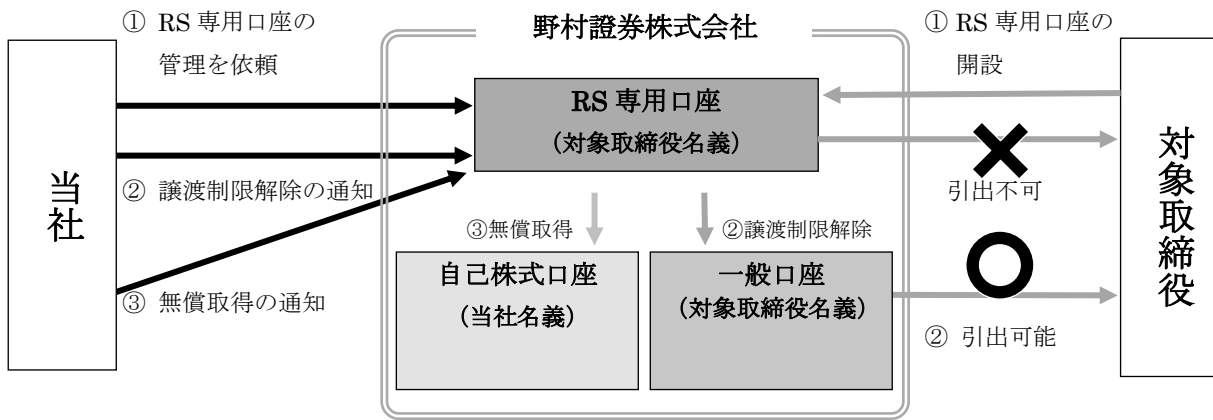 ① RS 専用口座の
管理を依頼
野村證券株式会社
① RS 専用口座の
開設
RS 専用口座
(対象取締役名義)
当社
② 譲渡制限解除の通知
引出不可
対象取締役
③無償取得
②譲渡制限解除
自己株式口座
(当社名義)
一般口座
(対象取締役名義)
③ 無償取得の通知
② 引出可能